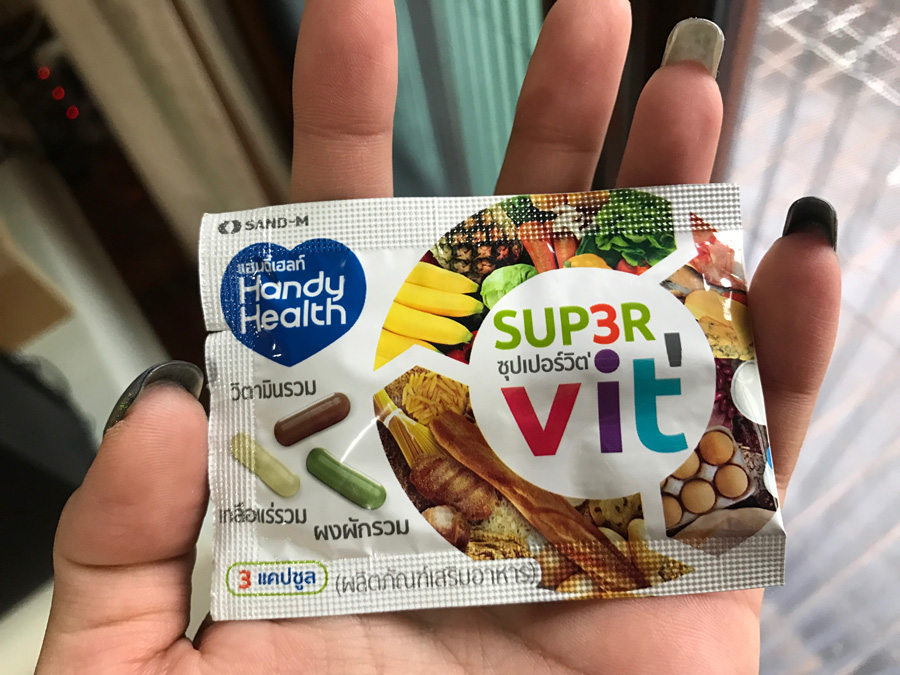 SAND-M
แฮนดี้เฮลท์
Handy
Health
SUP3R
ซุปเปอร์วิต'
vit'
วิตามินรวม
เกลือแร่รวม
ผงผักรวม
3 แคปซูล
(ผลิตภัณฑ์เสริมอาหาร)